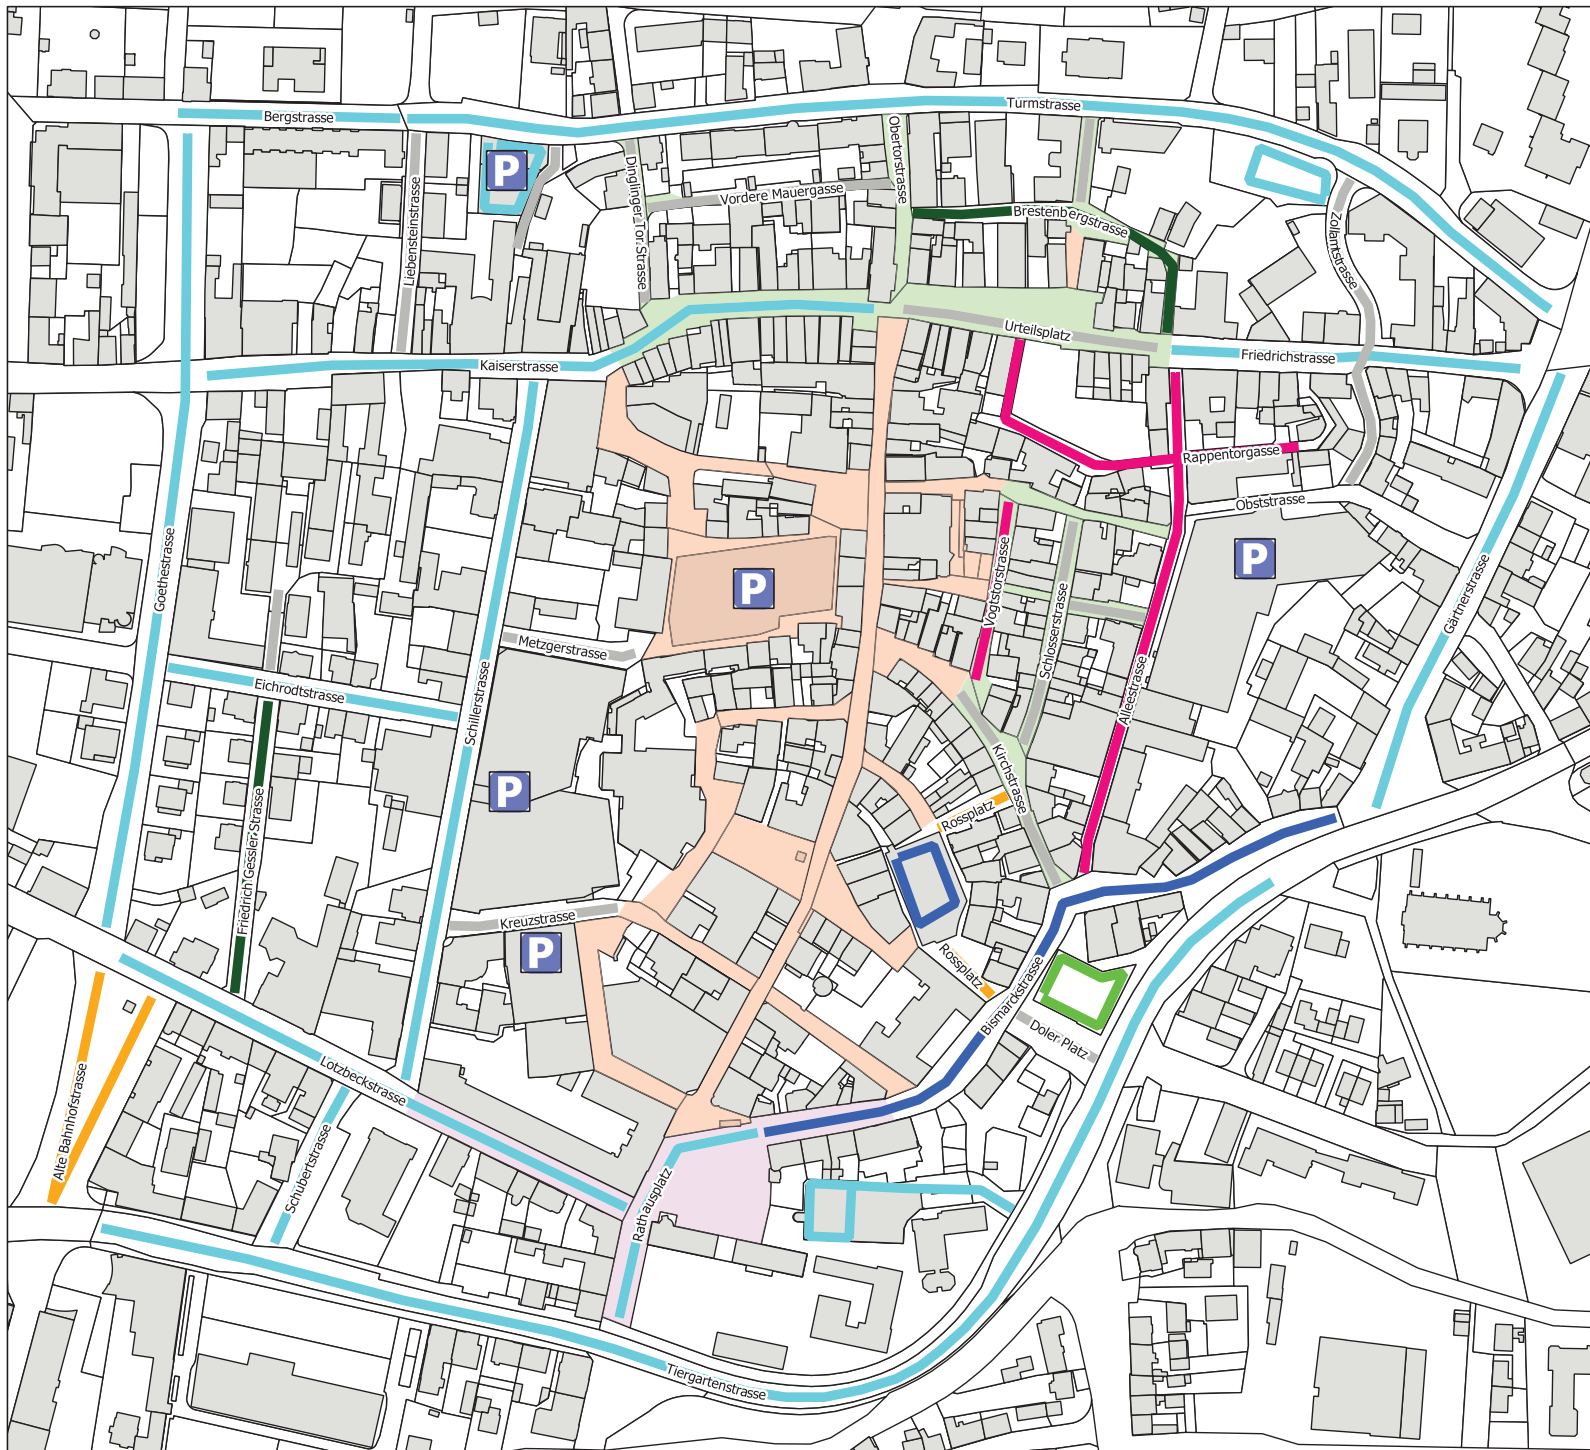 Turmstrasse
Bergstrasse
P
Obertorstrasse
Dinglinger Tor Strasse
Vordere Mauergasse
Liebensteinstrasse
Brestenbergstrasse
Zollamtstrasse
Urteilsplatz
Friedrichstrasse
Kaiserstrasse
Rappentorgasse
Obststrasse
P
P
Goethestrasse
Vogtstorstrasse
Schlosserstrasse
Gärtnerstrasse
Metzgerstrasse
Eichrodtstrasse
Schillerstrasse
Alleestrasse
Kirchstrasse
P
Rossplatz
Friedrich Gessler Strasse
Kreuzstrasse
P
Rossplatz
Bismarckstrasse
Doler Platz
Lotzbeckstrasse
Alte Bahnhofstrasse
Schubertstrasse
Rathausplatz
Tiergartenstrasse